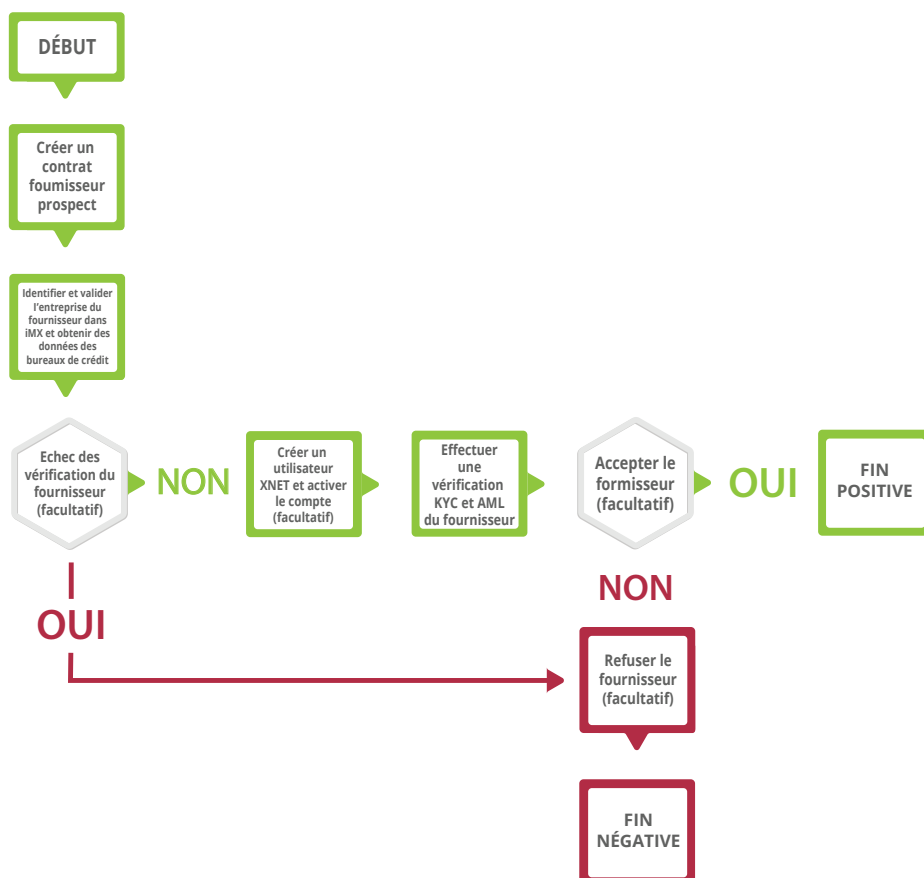 DÉBUT
Créer un
contrat
foumisseur
prospect
Identifier et valider
l'entreprise du
fournisseur dans
iMX et obtenir des
données des
bureaux de crédit
Echec des
vérification du
fournisseur
(facultatif)
NON
Créer un
utilisateur
XNET et activer
le compte
(facultatif)
Effectuer
une
vérification
KYC et AML
du fournisseur
Accepter le
formisseur
(facultatif)
OUI
FIN
POSITIVE
OUI
NON
Refuser le
fournisseur
(facultatif)
FIN
NÉGATIVE